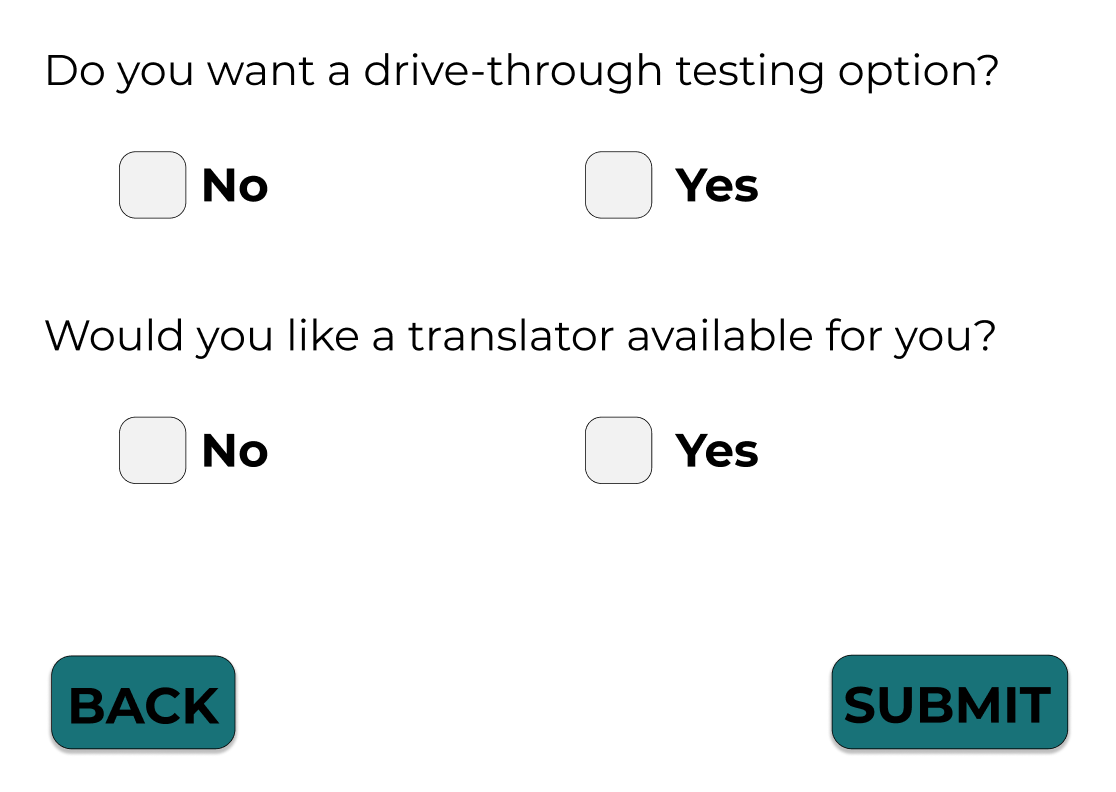 Do you want a drive-through testing option?
No Yes
Would you like a translator available for you?
No Yes
BACK SUBMIT